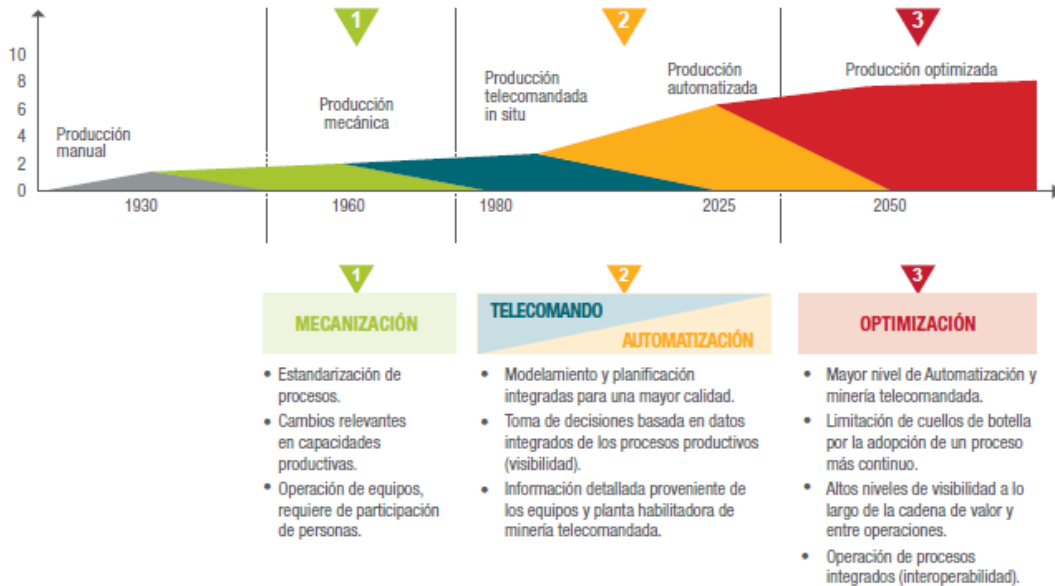 1
2
3
10
8
6
4
2
0
Producción
manual
Producción
mecánica
Producción
telecomandada
in situ
Producción
automatizada
Producción optimizada
1930
1960
1980
2025
2050
1
MECANIZACIÓN
• Estandarización de
procesos.
• Cambios relevantes
en capacidades
productivas.
• Operación de equipos,
requiere de participación
de personas.
2
TELECOMANDO
AUTOMATIZACIÓN
• Modelamiento y planificación
integradas para una mayor calidad.
• Toma de decisiones basada en datos
integrados de los procesos productivos
(visibilidad).
• Información detallada proveniente de
los equipos y planta habilitadora de
minería telecomandada.
3
OPTIMIZACIÓN
• Mayor nivel de Automatización y
minería telecomandada.
• Limitación de cuellos de botella
por la adopción de un proceso
más continuo.
• Altos niveles de visibilidad a lo
largo de la cadena de valor y
entre operaciones.
• Operación de procesos
integrados (interoperabilidad).